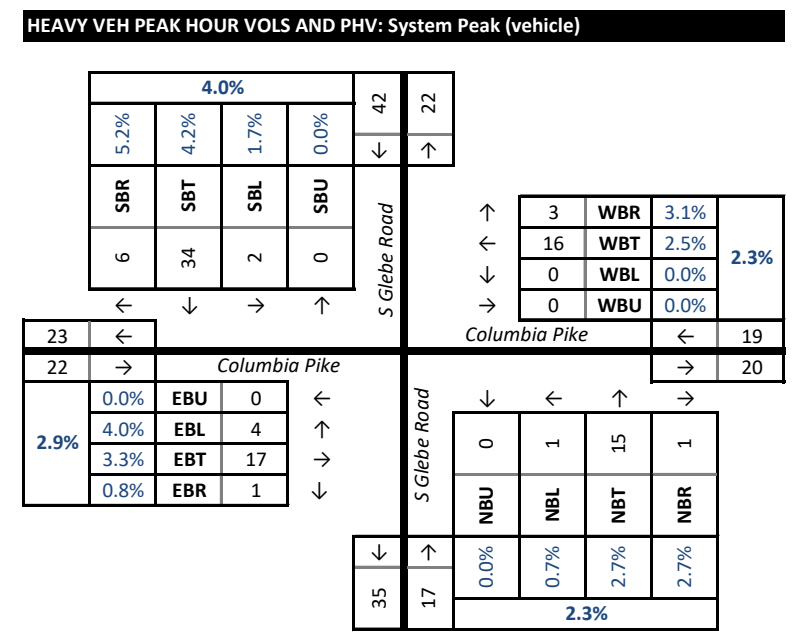 HEAVY VEH PEAK HOUR VOLS AND PHV: System Peak (vehicle)
4.0%
42
22
5.2%
4.2%
1.7%
0.0%
↓
↑
SBR
SBT
SBL
SBU
6
34
2
0
S Glebe Road
← ↓ → ↑
↑ 3 WBR 3.1%
← 16 WBT 2.5%
↓ 0 WBL 0.0%
→ 0 WBU 0.0%
2.3%
23 ←
Columbia Pike
← 19
22 →
Columbia Pike
→ 20
2.9%
0.0% EBU 0 ←
4.0% EBL 4 ↑
3.3% EBT 17 →
0.8% EBR 1 ↓
S Glebe Road
↓ ← ↑ →
0
1
15
1
NBU
NBL
NBT
NBR
↓
↑
35
17
0.0%
0.7%
2.7%
2.7%
2.3%